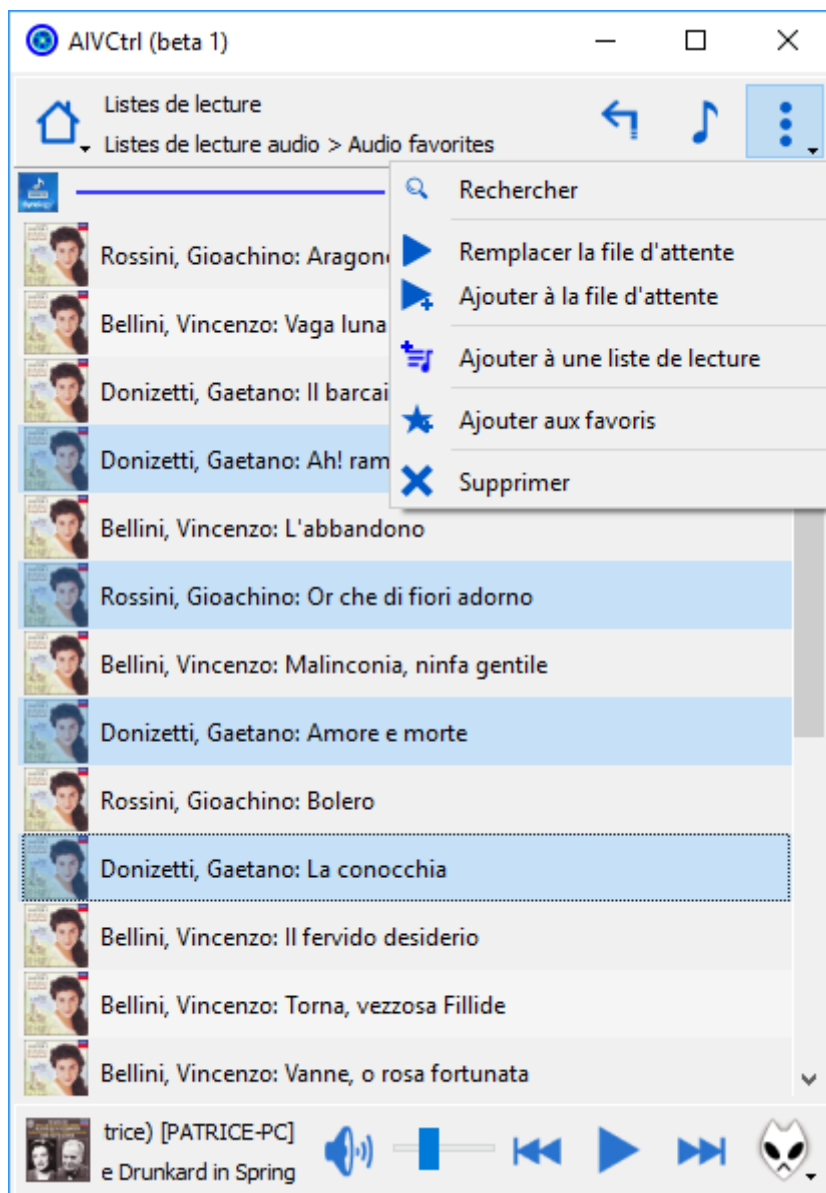 AIVCtrl (beta 1)
Listes de lecture
Listes de lecture audio > Audio favorites
Rechercher
Remplacer la file d'attente
Ajouter à la file d'attente
Ajouter à une liste de lecture
Ajouter aux favoris
Supprimer
Rossini, Gioachino: Aragon
Bellini, Vincenzo: Vaga luna
Donizetti, Gaetano: Il barcai
Donizetti, Gaetano: Ah! ram
Bellini, Vincenzo: L'abbandono
Rossini, Gioachino: Or che di fiori adorno
Bellini, Vincenzo: Malinconia, ninfa gentile
Donizetti, Gaetano: Amore e morte
Rossini, Gioachino: Bolero
Donizetti, Gaetano: La conocchia
Bellini, Vincenzo: Il fervido desiderio
Bellini, Vincenzo: Torna, vezzosa Fillide
Bellini, Vincenzo: Vanne, o rosa fortunata
trice) [PATRICE-PC]
e Drunkard in Spring